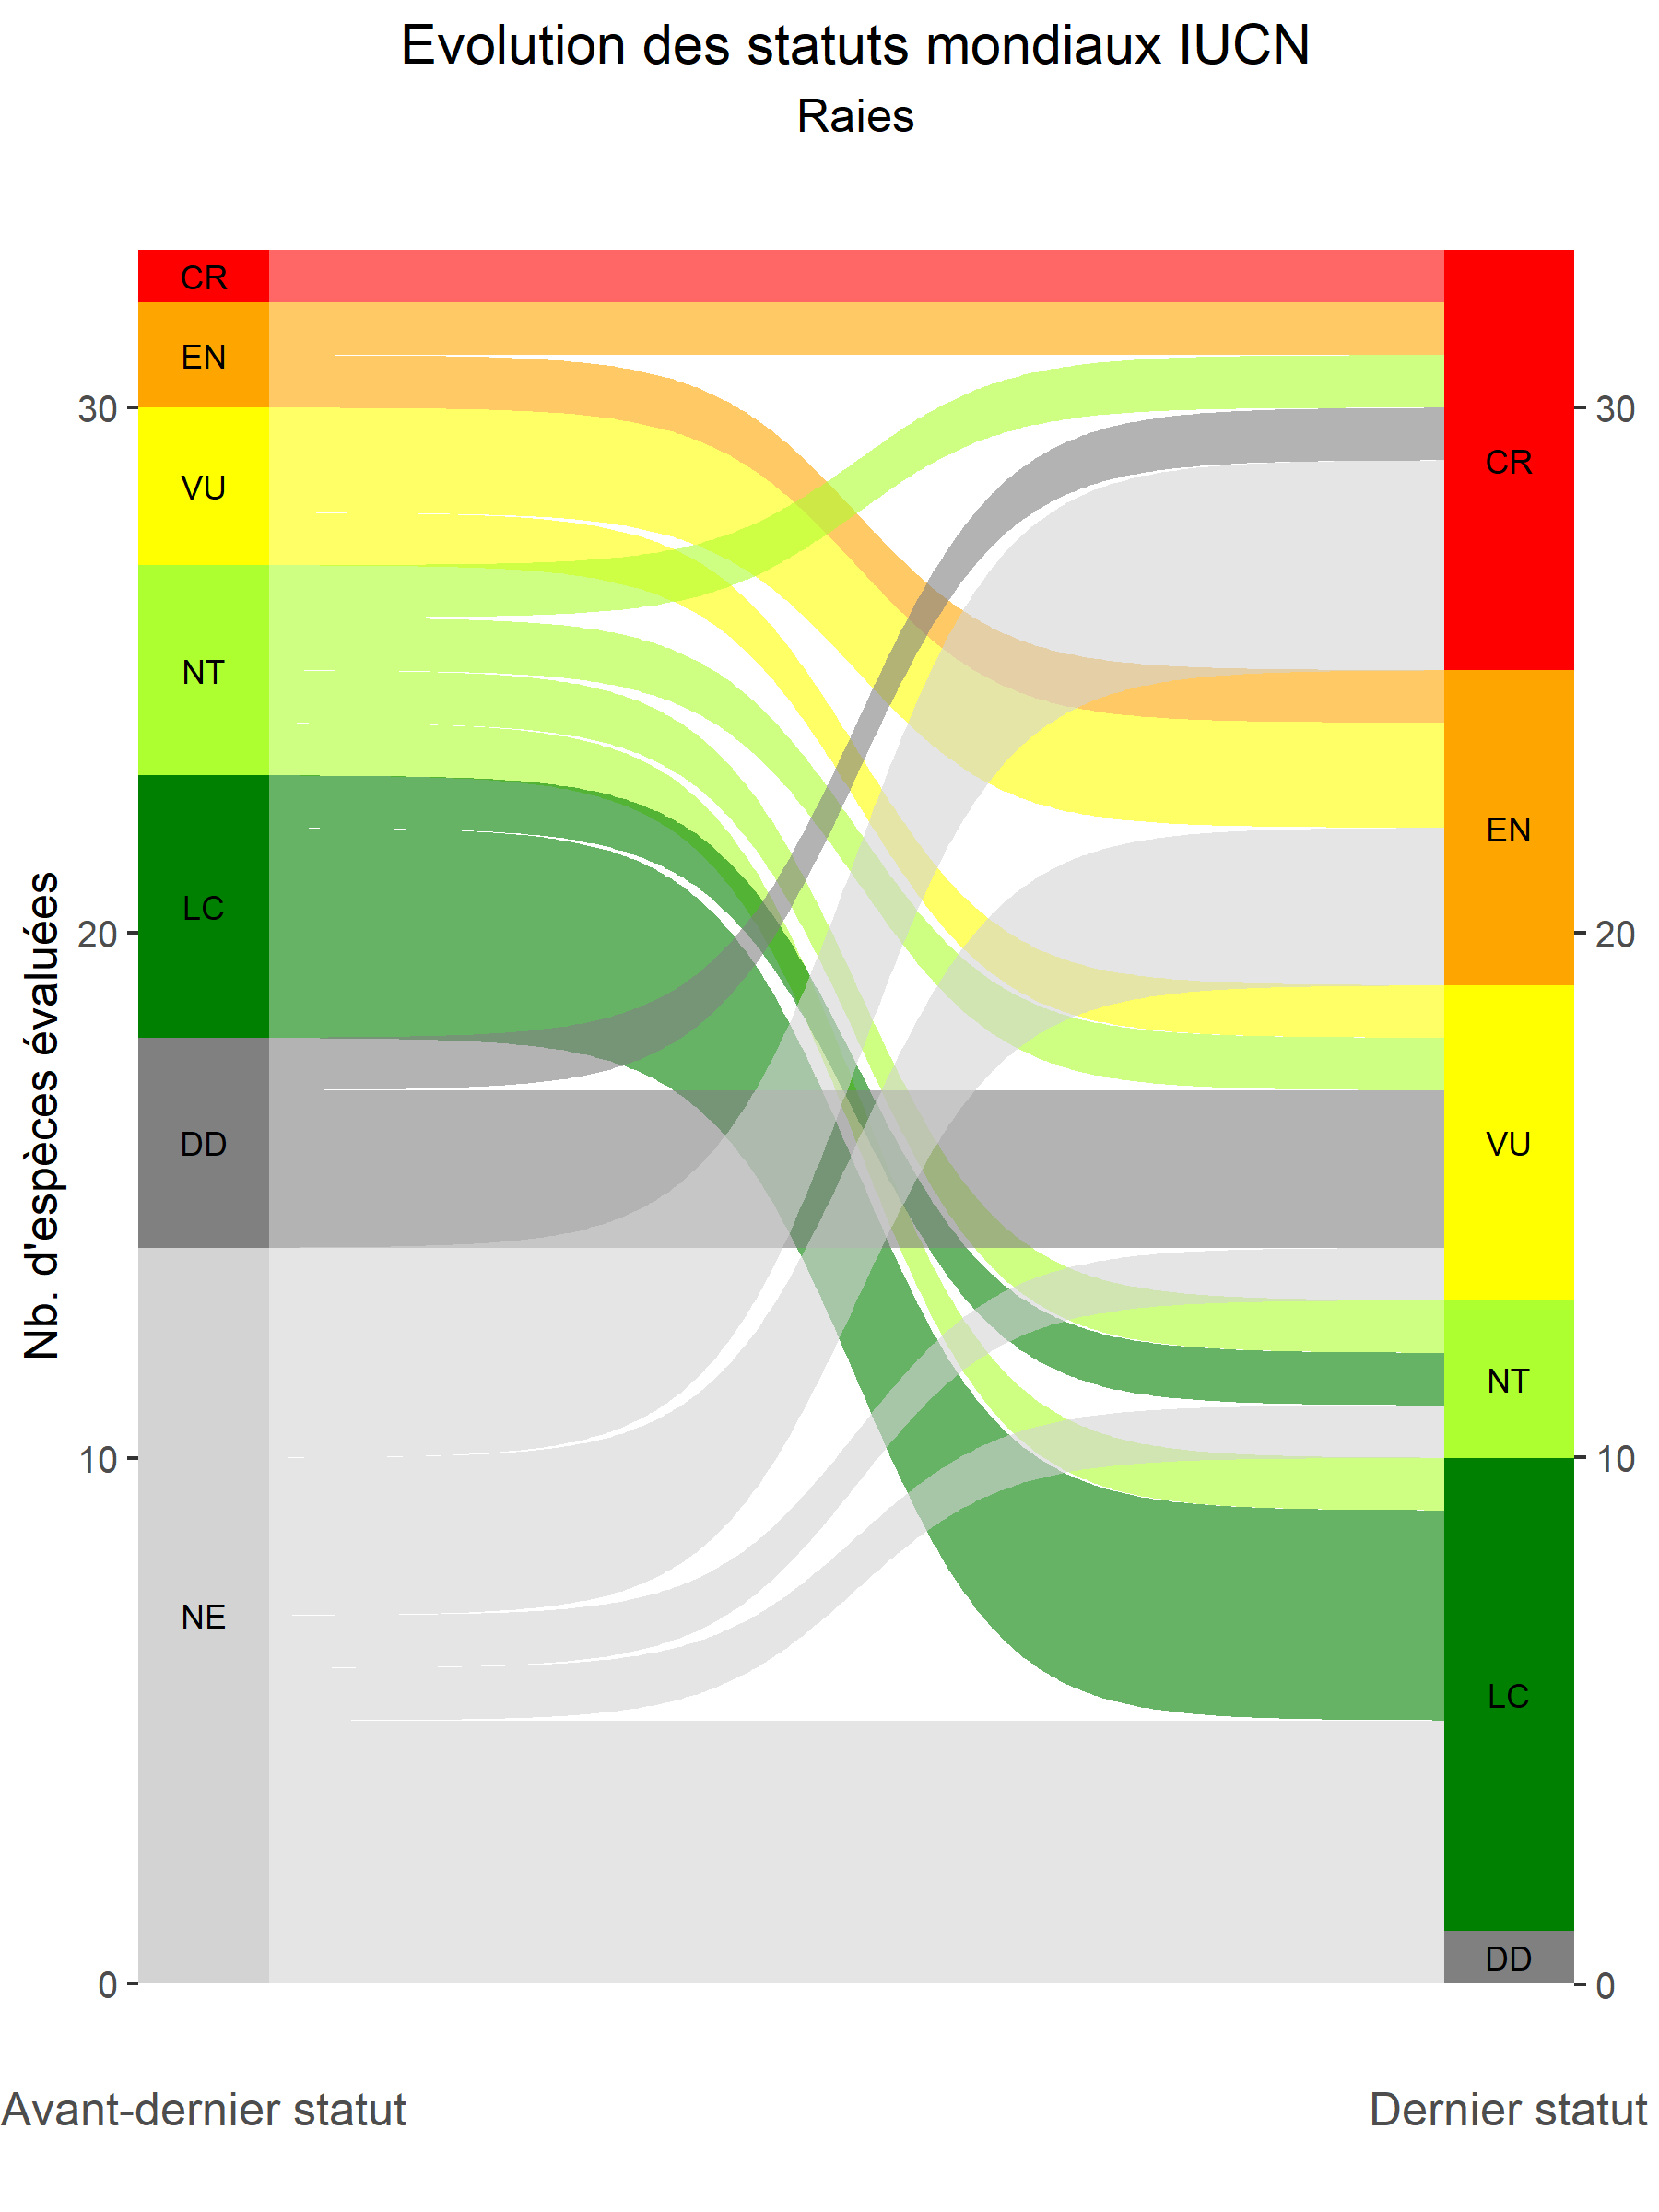 Evolution des statuts mondiaux IUCN
Raies
Nb. d'espèces évaluées
30
20
10
0
CR
EN
VU
NT
LC
DD
NE
CR
EN
VU
NT
LC
DD
30
20
10
0
Avant-dernier statut
Dernier statut